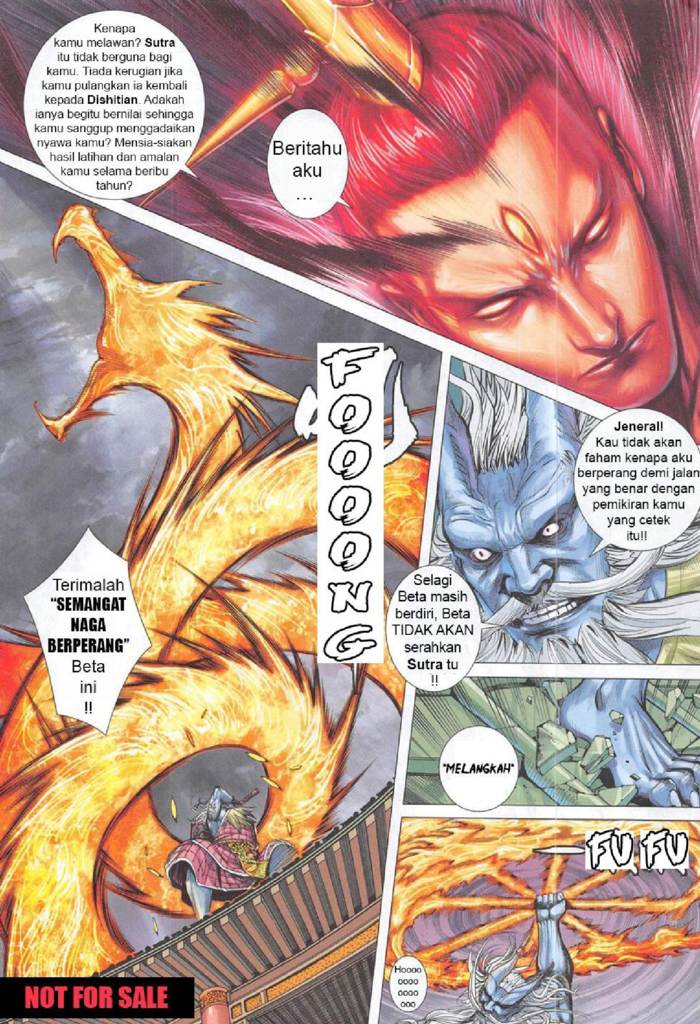 Kenapa
kamu melawan? Sutra
itu tidak berguna bagi
kamu. Tiada kerugian jika
kamu pulangkan ia kembali
kepada Dishitian. Adakah
ianya begitu bernilai sehingga
kamu sanggup menggadaikan
nyawa kamu? Mensia-siakan
hasil latihan dan amalan
kamu selama beribu
tahun?
Beritahu
aku
...
FOOOONG
Jeneral!
Kau tidak akan
faham kenapa aku
berperang demi jalan
yang benar dengan
pemikiran kamu
yang cetek
itu!!
Terimalah
"SEMANGAT
NAGA
BERPERANG"
Beta
ini
!!
Selagi
Beta masih
berdiri, Beta
TIDAK AKAN
serahkan
Sutra tu
!!
*MELANGKAH*
FU FU
Hoooo
oooo
oooo
ooo
NOT FOR SALE